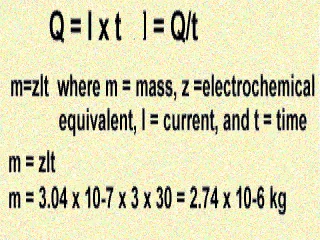 Q = I x t I = Q/t
m=zIt where m = mass, z =electrochemical
equivalent, I = current, and t = time
m = zIt
m = 3.04 x 10-7 x 3 x 30 = 2.74 x 10-6 kg